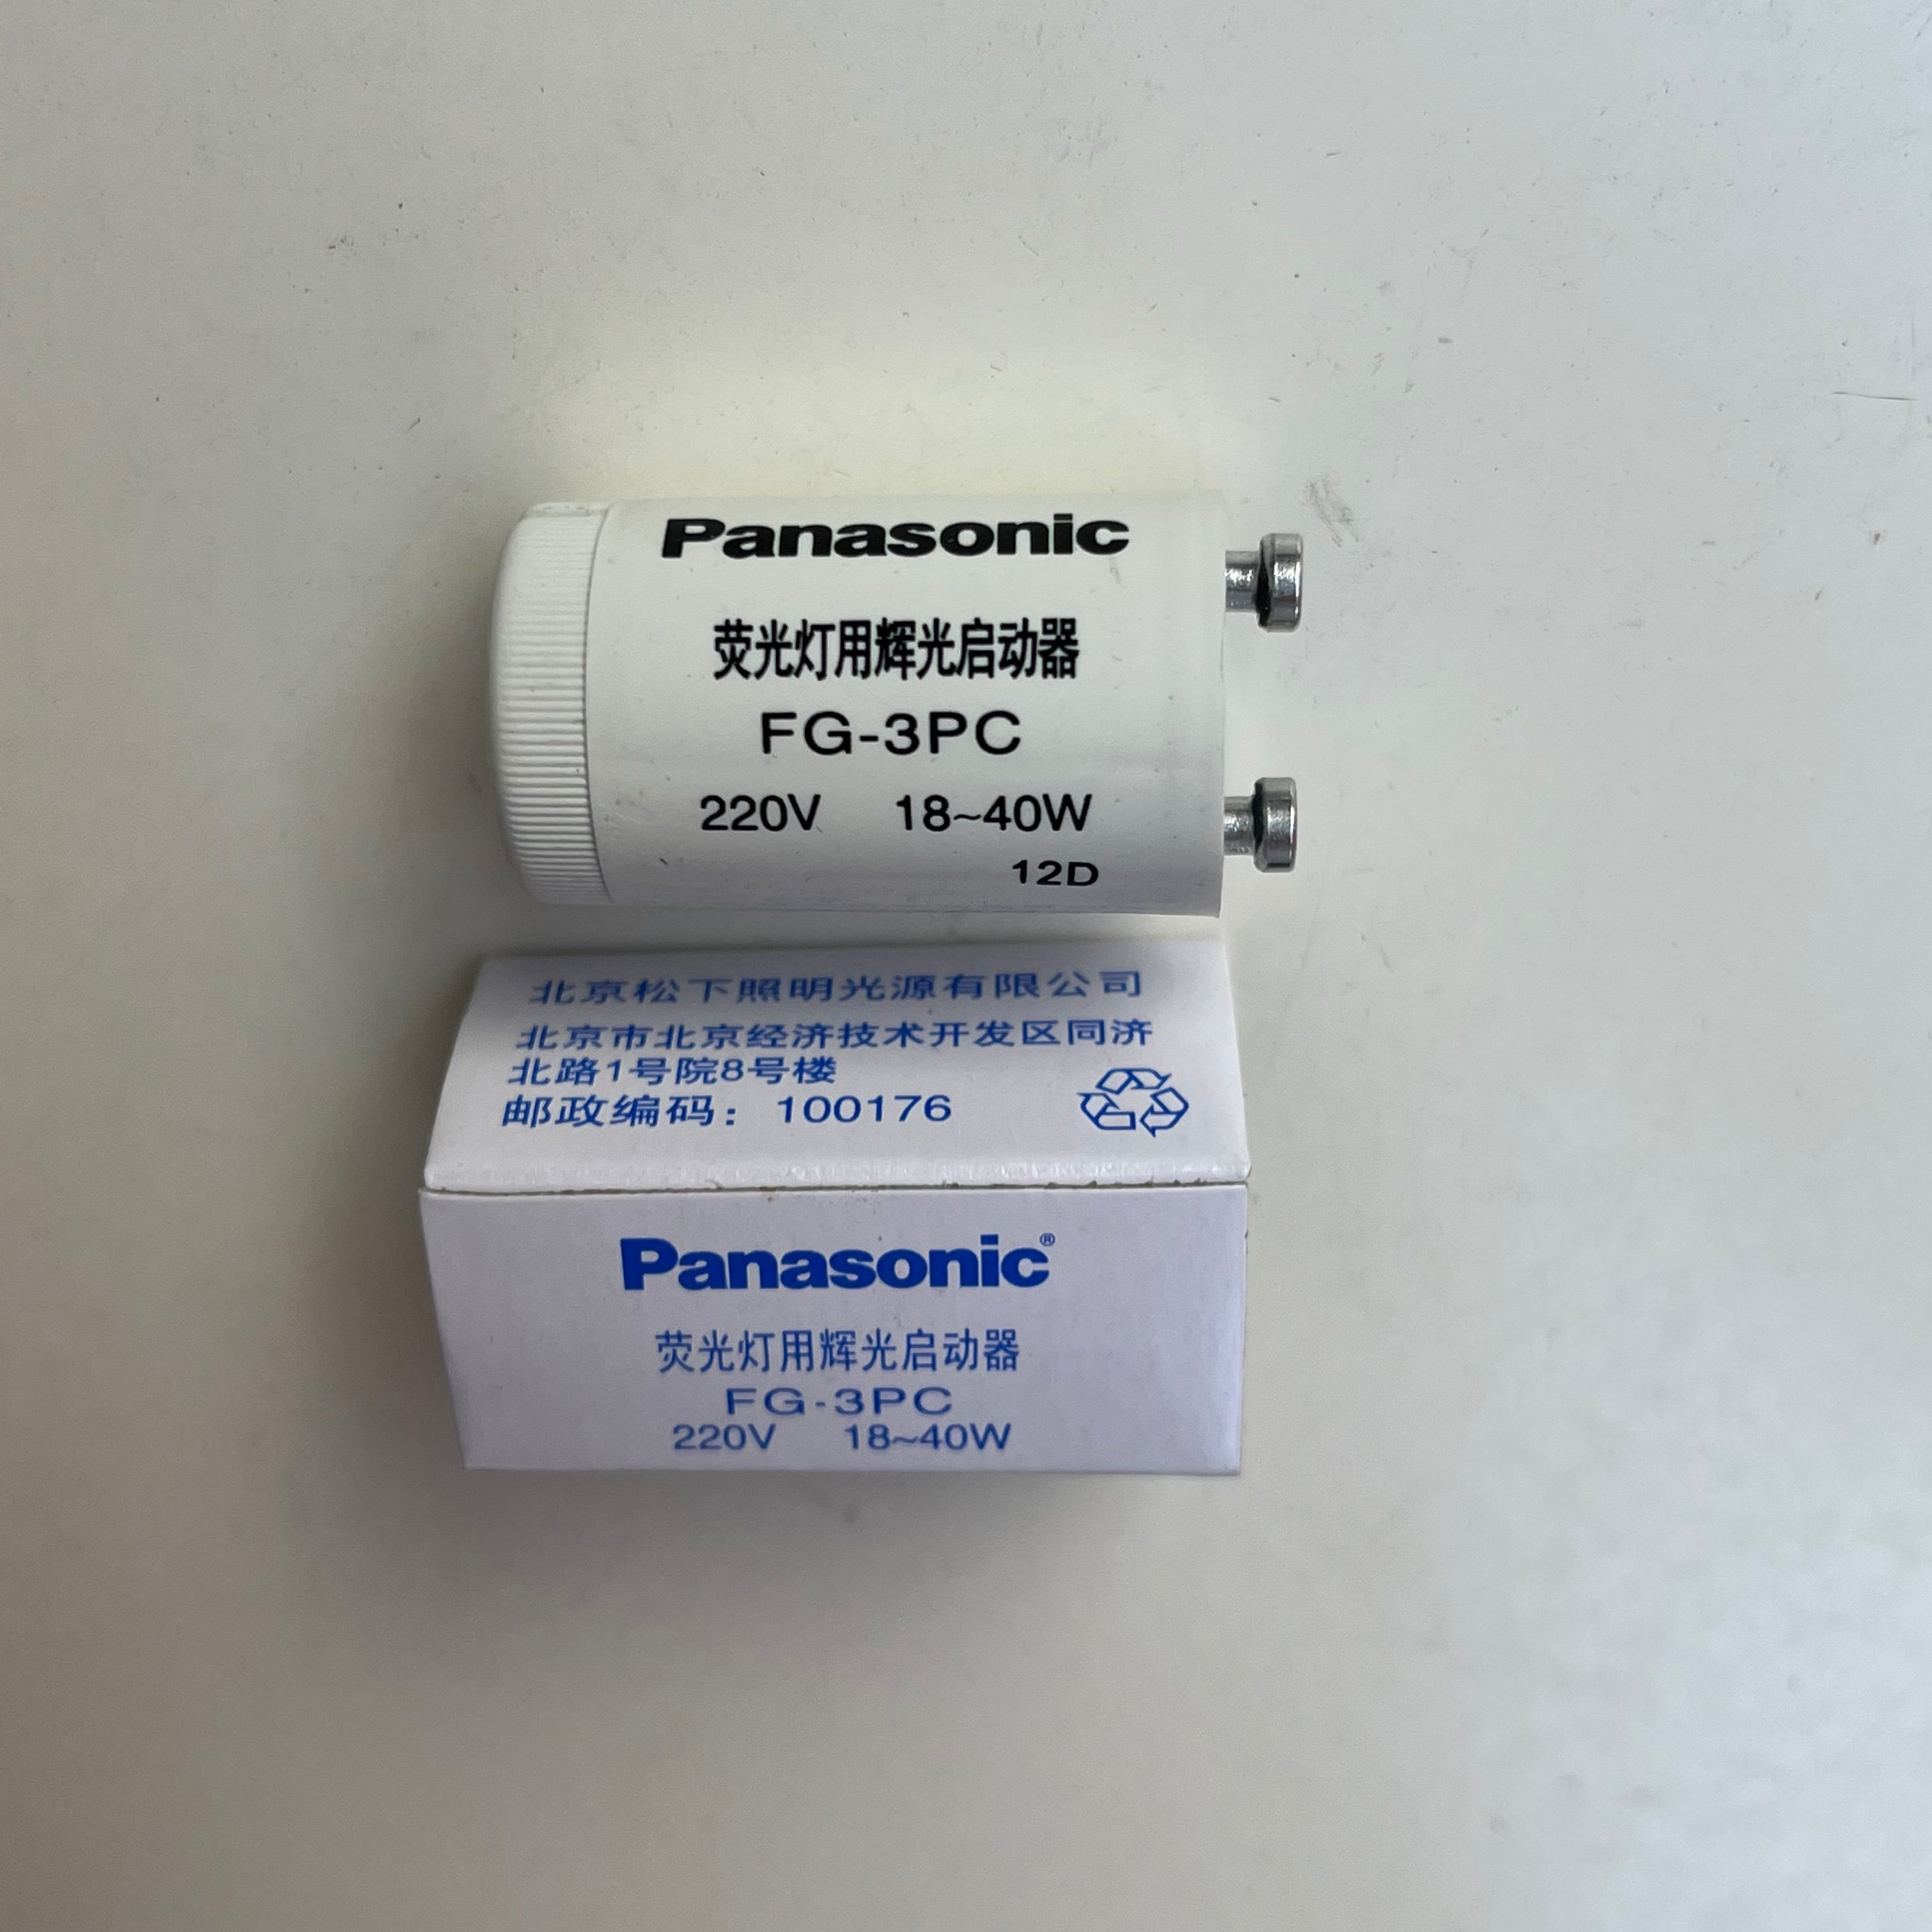 Panasonic
荧光灯用辉光启动器
FG-3PC
220V 18~40W
12D
北京松下照明光源有限公司
北京市北京经济技术开发区同济
北路1号院8号楼
邮政编码：100176
Panasonic®
荧光灯用辉光启动器
FG-3PC
220V 18~40W